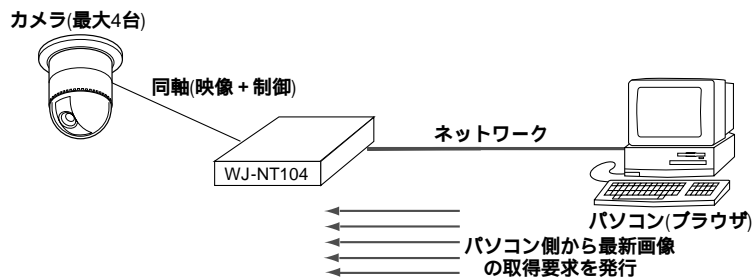 カメラ(最大4台)
同軸(映像+制御)
ネットワーク
WJ-NT104
パソコン(ブラウザ)
パソコン側から最新画像
の取得要求を発行